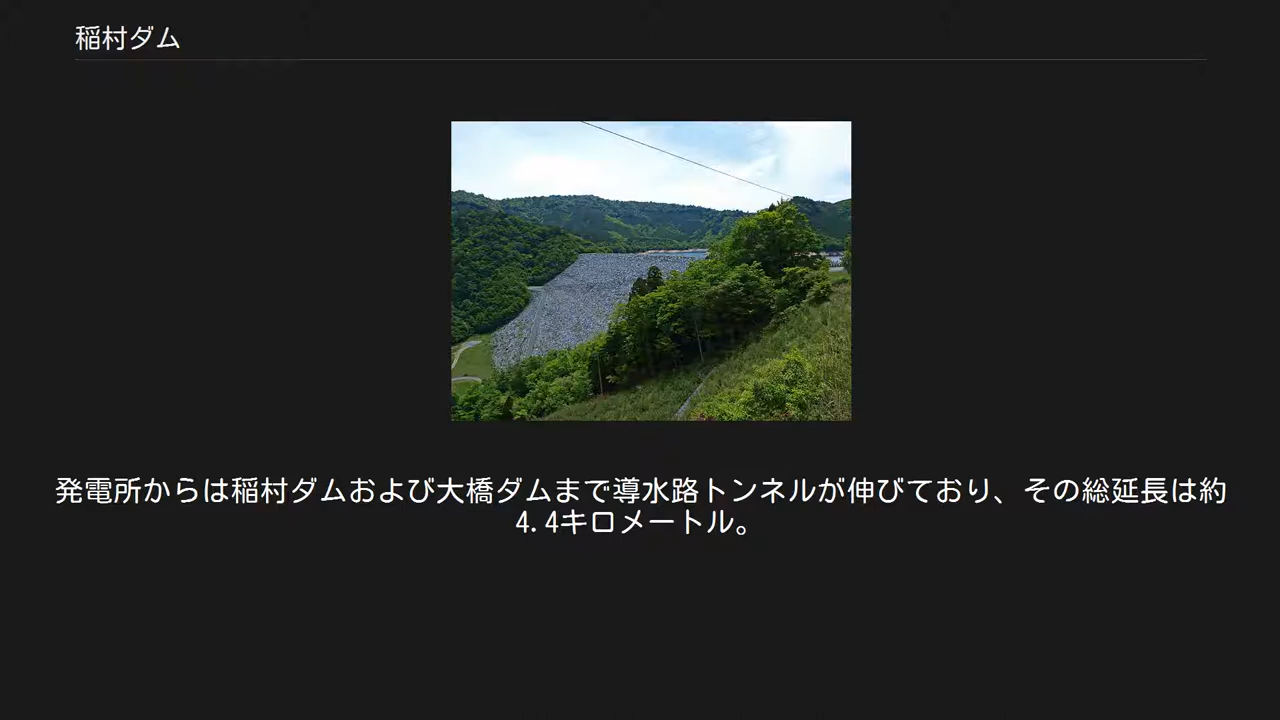 稲村ダム
発電所からは稲村ダムおよび大橋ダムまで導水路トンネルが伸びており、その総延長は約
4.4キロメートル。